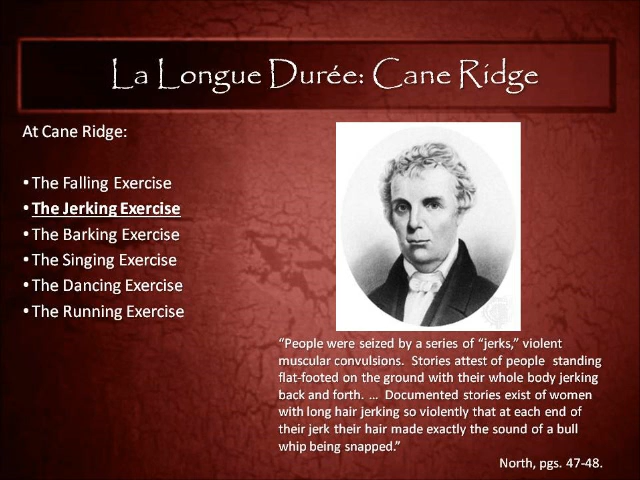 La Longue Durée: Cane Ridge
At Cane Ridge:
• The Falling Exercise
• The Jerking Exercise
• The Barking Exercise
• The Singing Exercise
• The Dancing Exercise
• The Running Exercise
“People were seized by a series of “jerks,” violent
muscular convulsions. Stories attest of people standing
flat-footed on the ground with their whole body jerking
back and forth. ... Documented stories exist of women
with long hair jerking so violently that at each end of
their jerk their hair made exactly the sound of a bull
whip being snapped.”
North, pgs. 47-48.